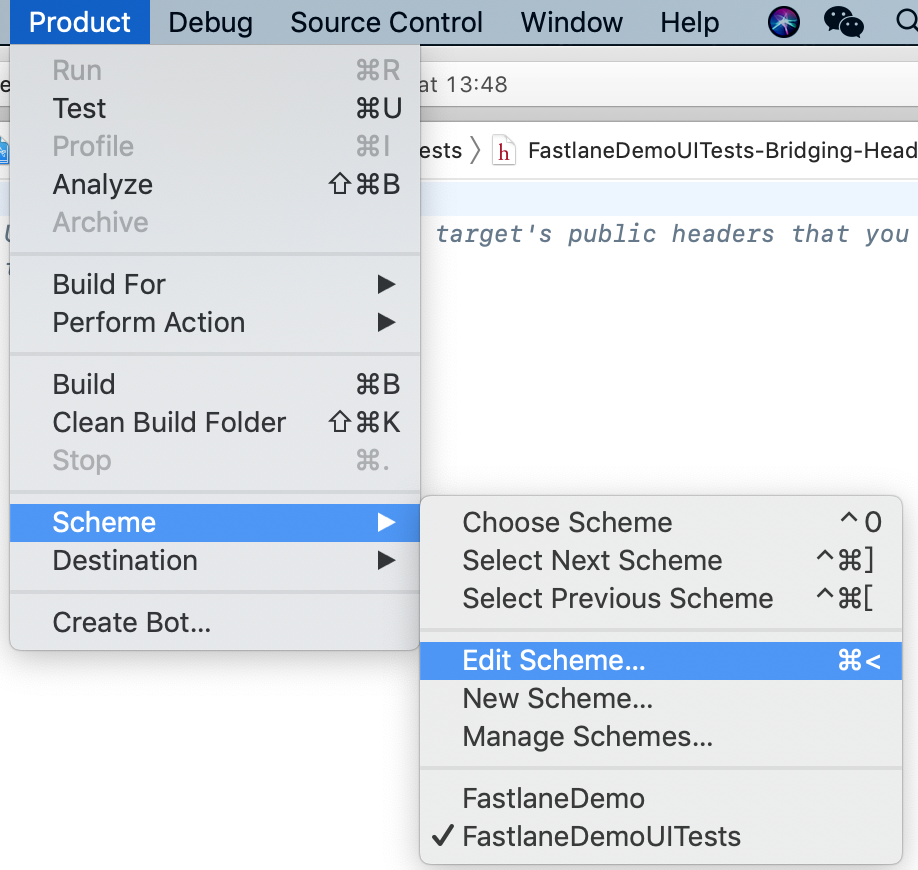 Product Debug Source Control Window Help
at 13:48
ests 〉 h FastlaneDemoUITests-Bridging-Head
target's public headers that you
Run ⌘R
Test ⌘U
Profile ⌘I
Analyze ⇧⌘B
Archive
Build For ▶
Perform Action ▶
Build ⌘B
Clean Build Folder ⇧⌘K
Stop ⌘.
Scheme ▶
Destination ▶
Create Bot...
Choose Scheme ^0
Select Next Scheme ^⌘]
Select Previous Scheme ^⌘[
Edit Scheme... ⌘<
New Scheme...
Manage Schemes...
FastlaneDemo
✓ FastlaneDemoUITests